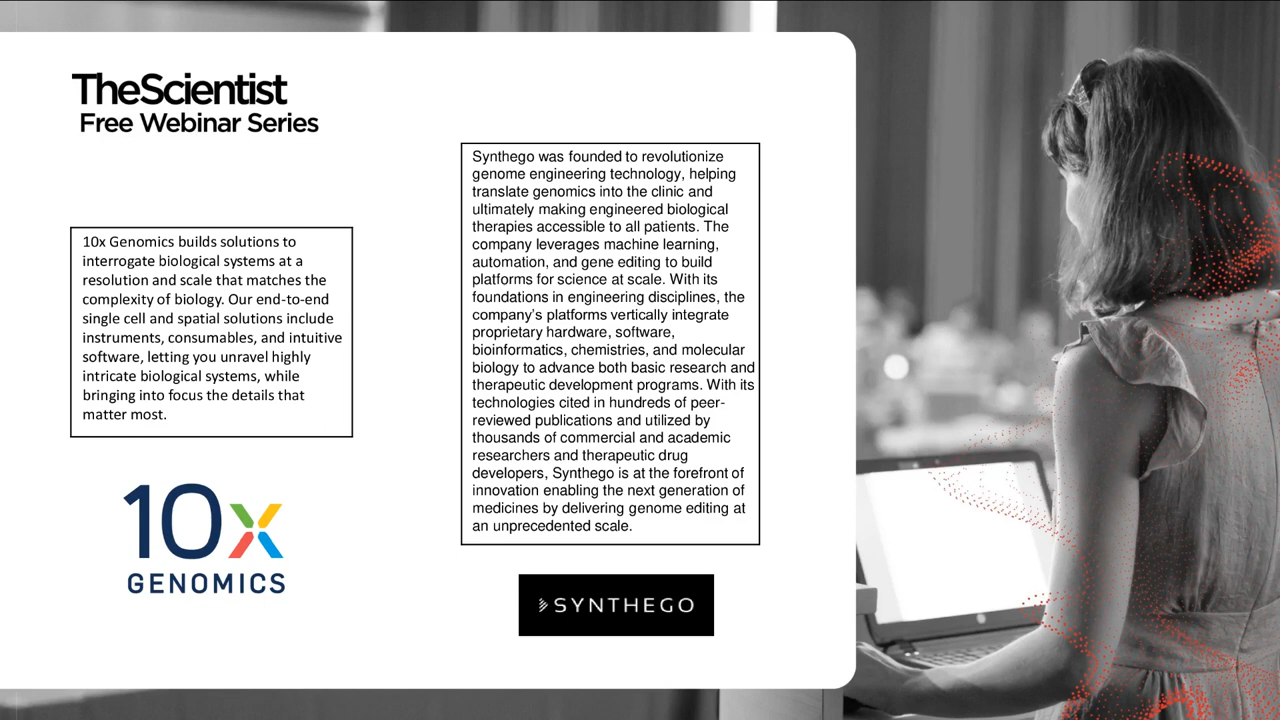 TheScientist
Free Webinar Series
10x Genomics builds solutions to
interrogate biological systems at a
resolution and scale that matches the
complexity of biology. Our end-to-end
single cell and spatial solutions include
instruments, consumables, and intuitive
software, letting you unravel highly
intricate biological systems, while
bringing into focus the details that
matter most.
10x
GENOMICS
Synthego was founded to revolutionize
genome engineering technology, helping
translate genomics into the clinic and
ultimately making engineered biological
therapies accessible to all patients. The
company leverages machine learning,
automation, and gene editing to build
platforms for science at scale. With its
foundations in engineering disciplines, the
company's platforms vertically integrate
proprietary hardware, software,
bioinformatics, chemistries, and molecular
biology to advance both basic research and
therapeutic development programs. With its
technologies cited in hundreds of peer-
reviewed publications and utilized by
thousands of commercial and academic
researchers and therapeutic drug
developers, Synthego is at the forefront of
innovation enabling the next generation of
medicines by delivering genome editing at
an unprecedented scale.
SYNTHEGO